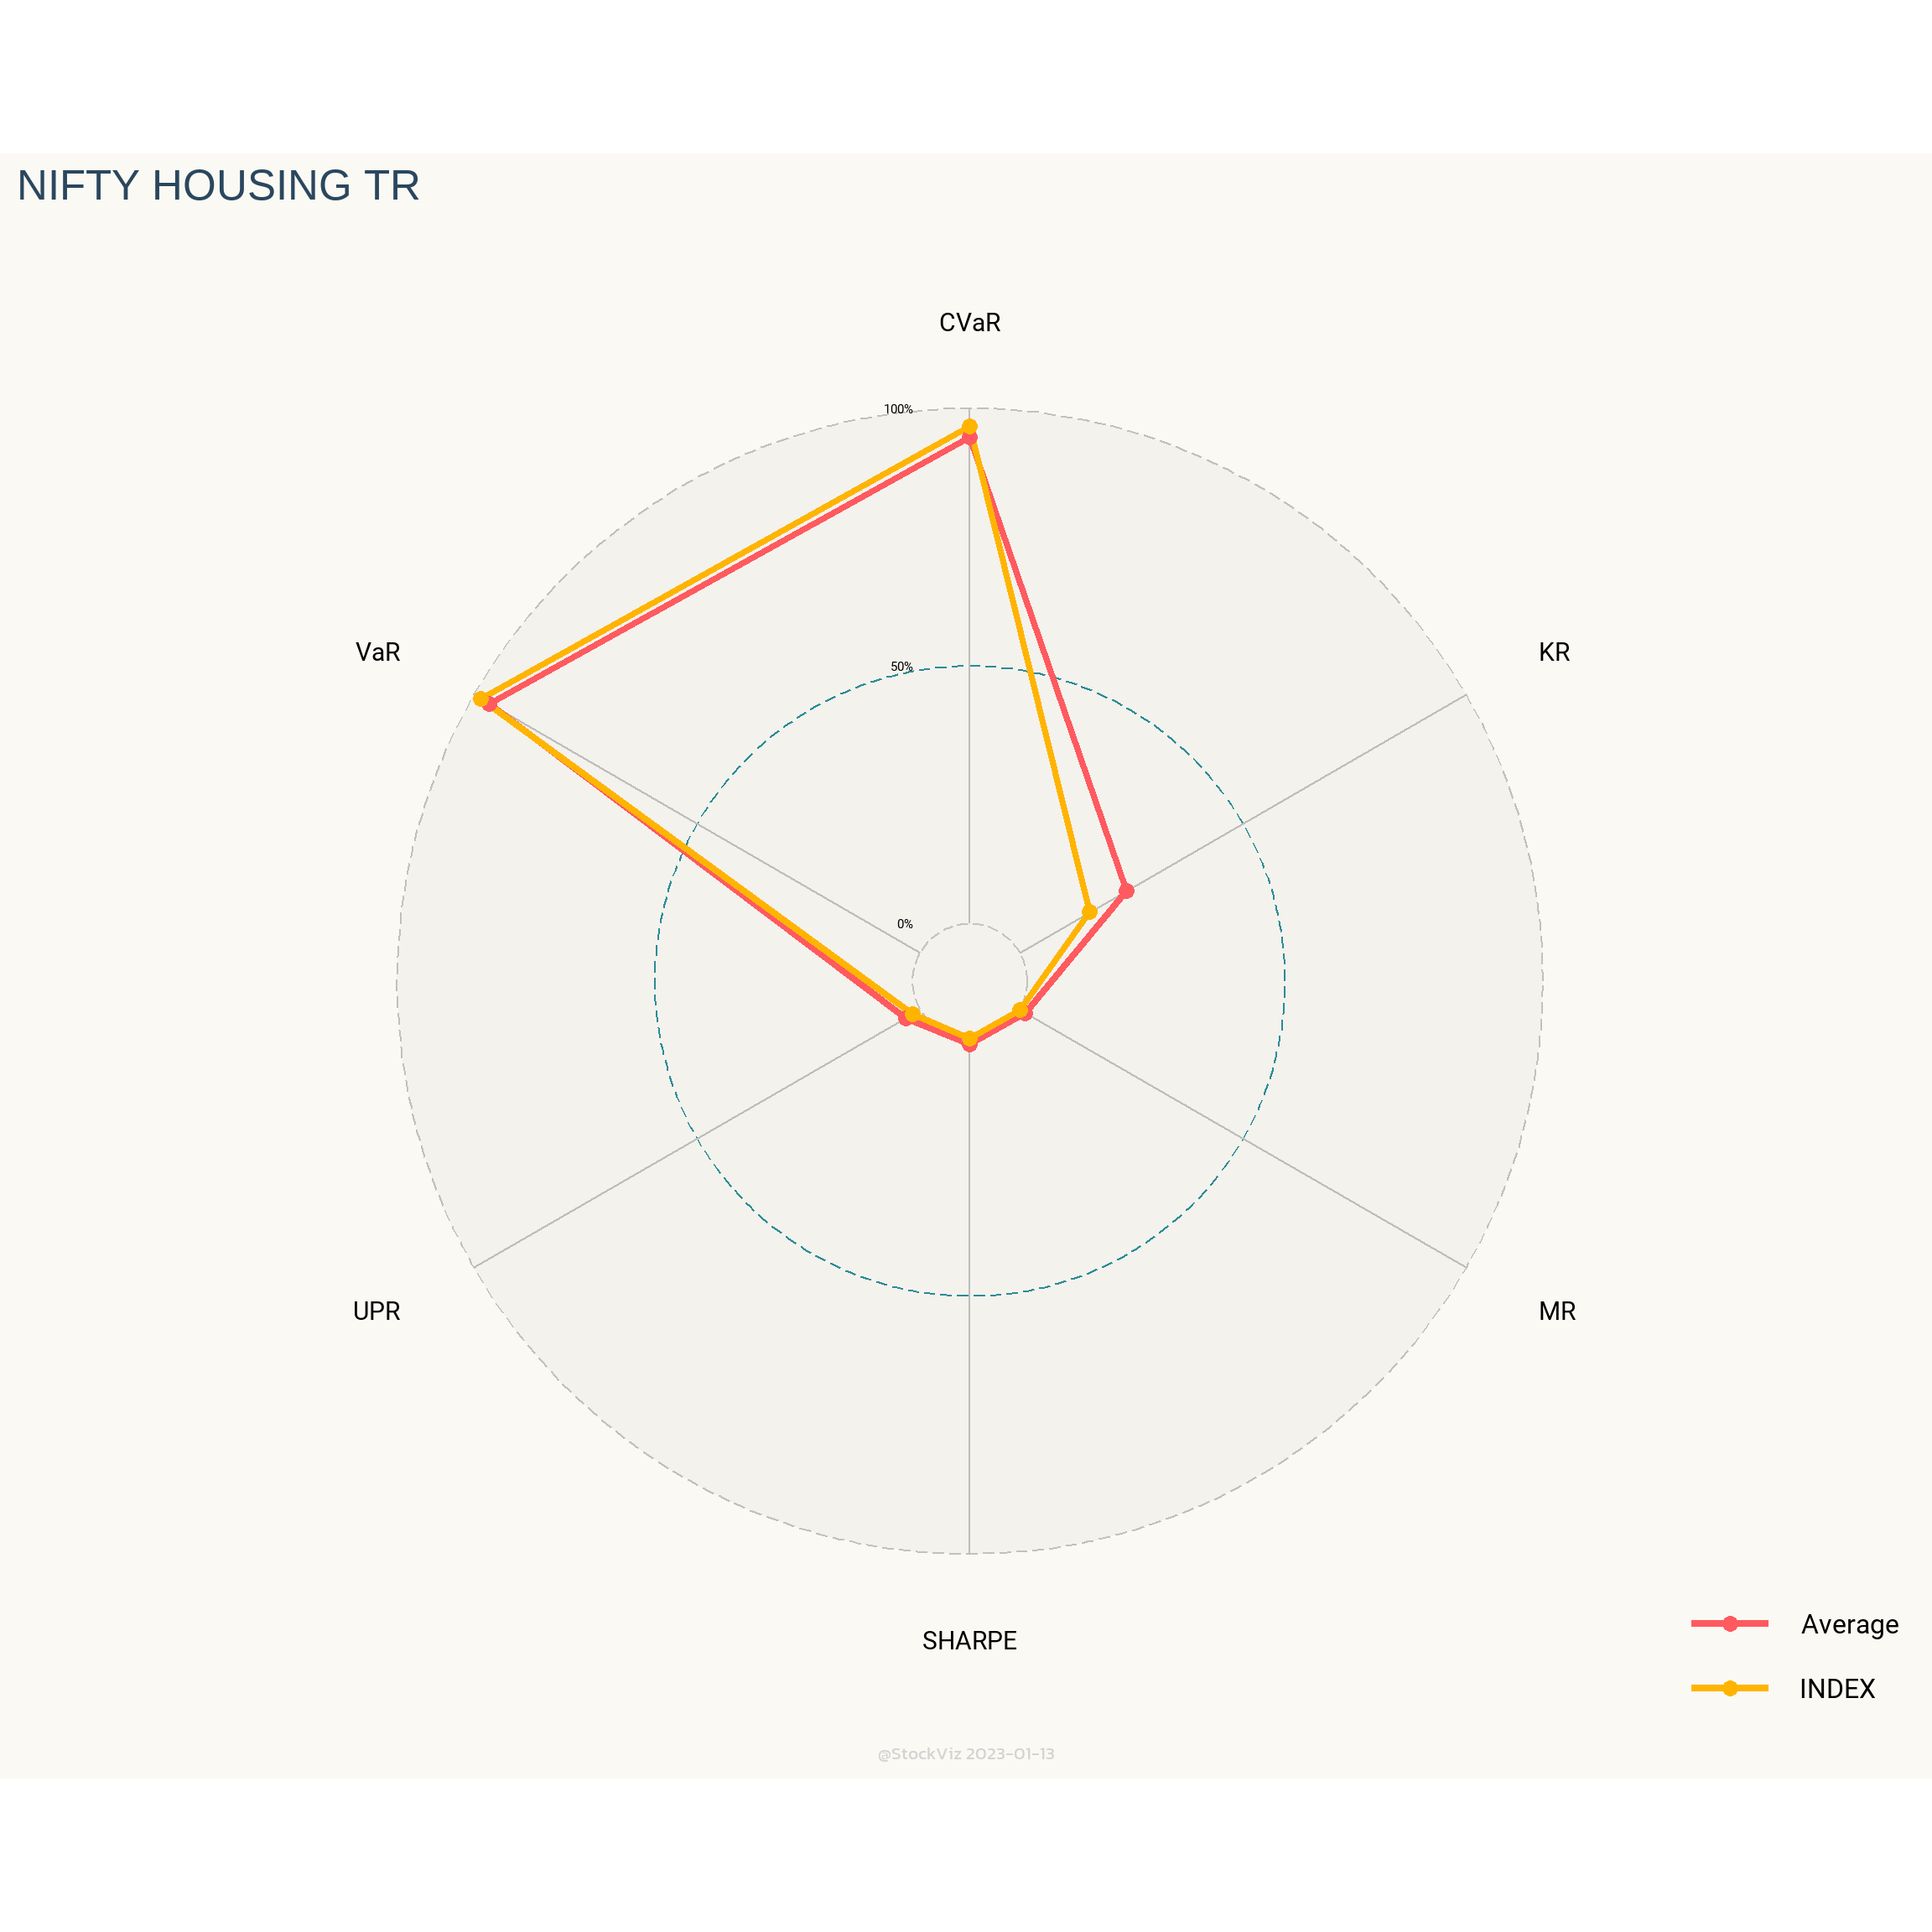 NIFTY HOUSING TR
CVaR
100%
VaR
KR
50%
0%
UPR
MR
SHARPE
Average
INDEX
@StockViz 2023-01-13